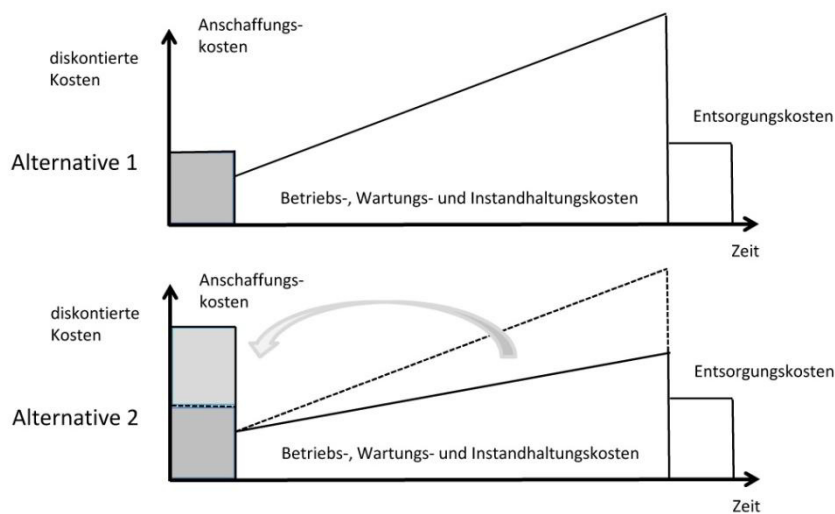 Anschaffungs-
kosten
diskontierte
Kosten
Entsorgungskosten
Alternative 1
Betriebs-, Wartungs- und Instandhaltungskosten
Zeit
Anschaffungs-
kosten
diskontierte
Kosten
Entsorgungskosten
Alternative 2
Betriebs-, Wartungs- und Instandhaltungskosten
Zeit